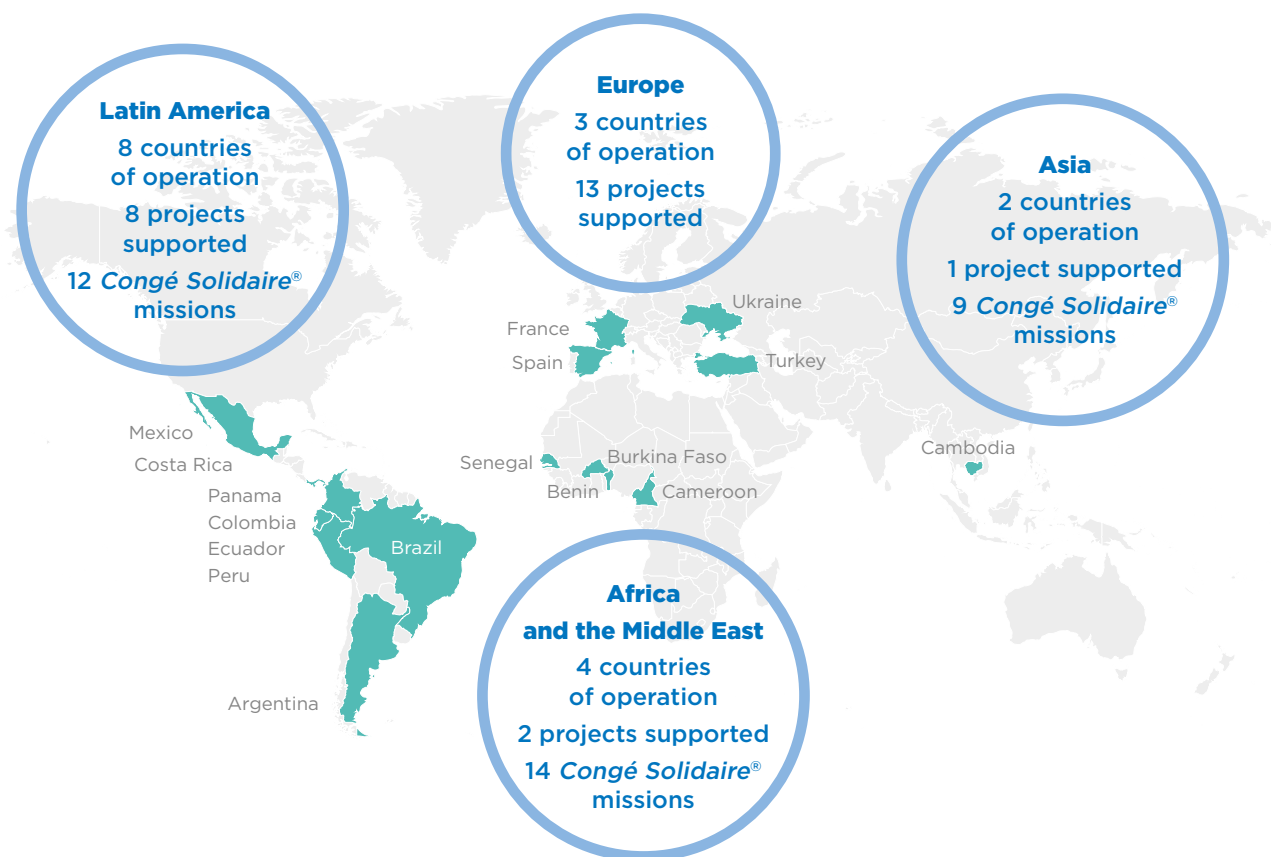 Latin America
8 countries
of operation
8 projects
supported
12 Congé Solidaire®
missions
Europe
3 countries
of operation
13 projects
supported
Asia
2 countries
of operation
1 project supported
9 Congé Solidaire®
missions
Ukraine
France
Spain
Turkey
Mexico
Costa Rica
Panama
Colombia
Ecuador
Peru
Brazil
Argentina
Senegal
Burkina Faso
Benin
Cameroon
Cambodia
Africa
and the Middle East
4 countries
of operation
2 projects supported
14 Congé Solidaire®
missions